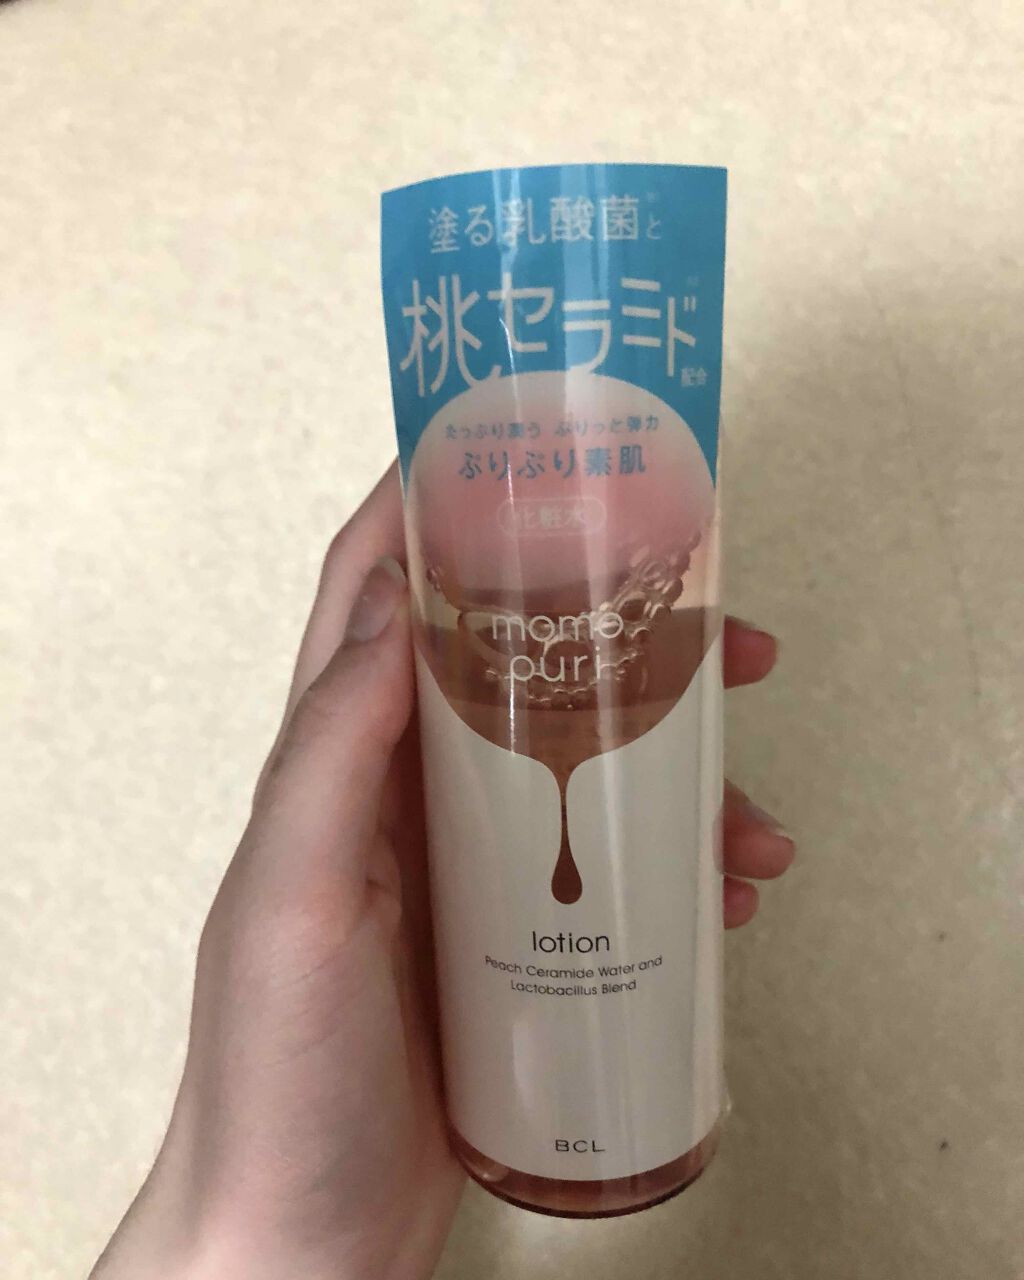 塗る乳酸菌と
桃セラミド
配合
たっぷり潤う ぷりっと弾力
ぷりぷり素肌
化粧水
momo
puri
lotion
Peach Ceramide Water and
Lactobacillus Blend
BCL